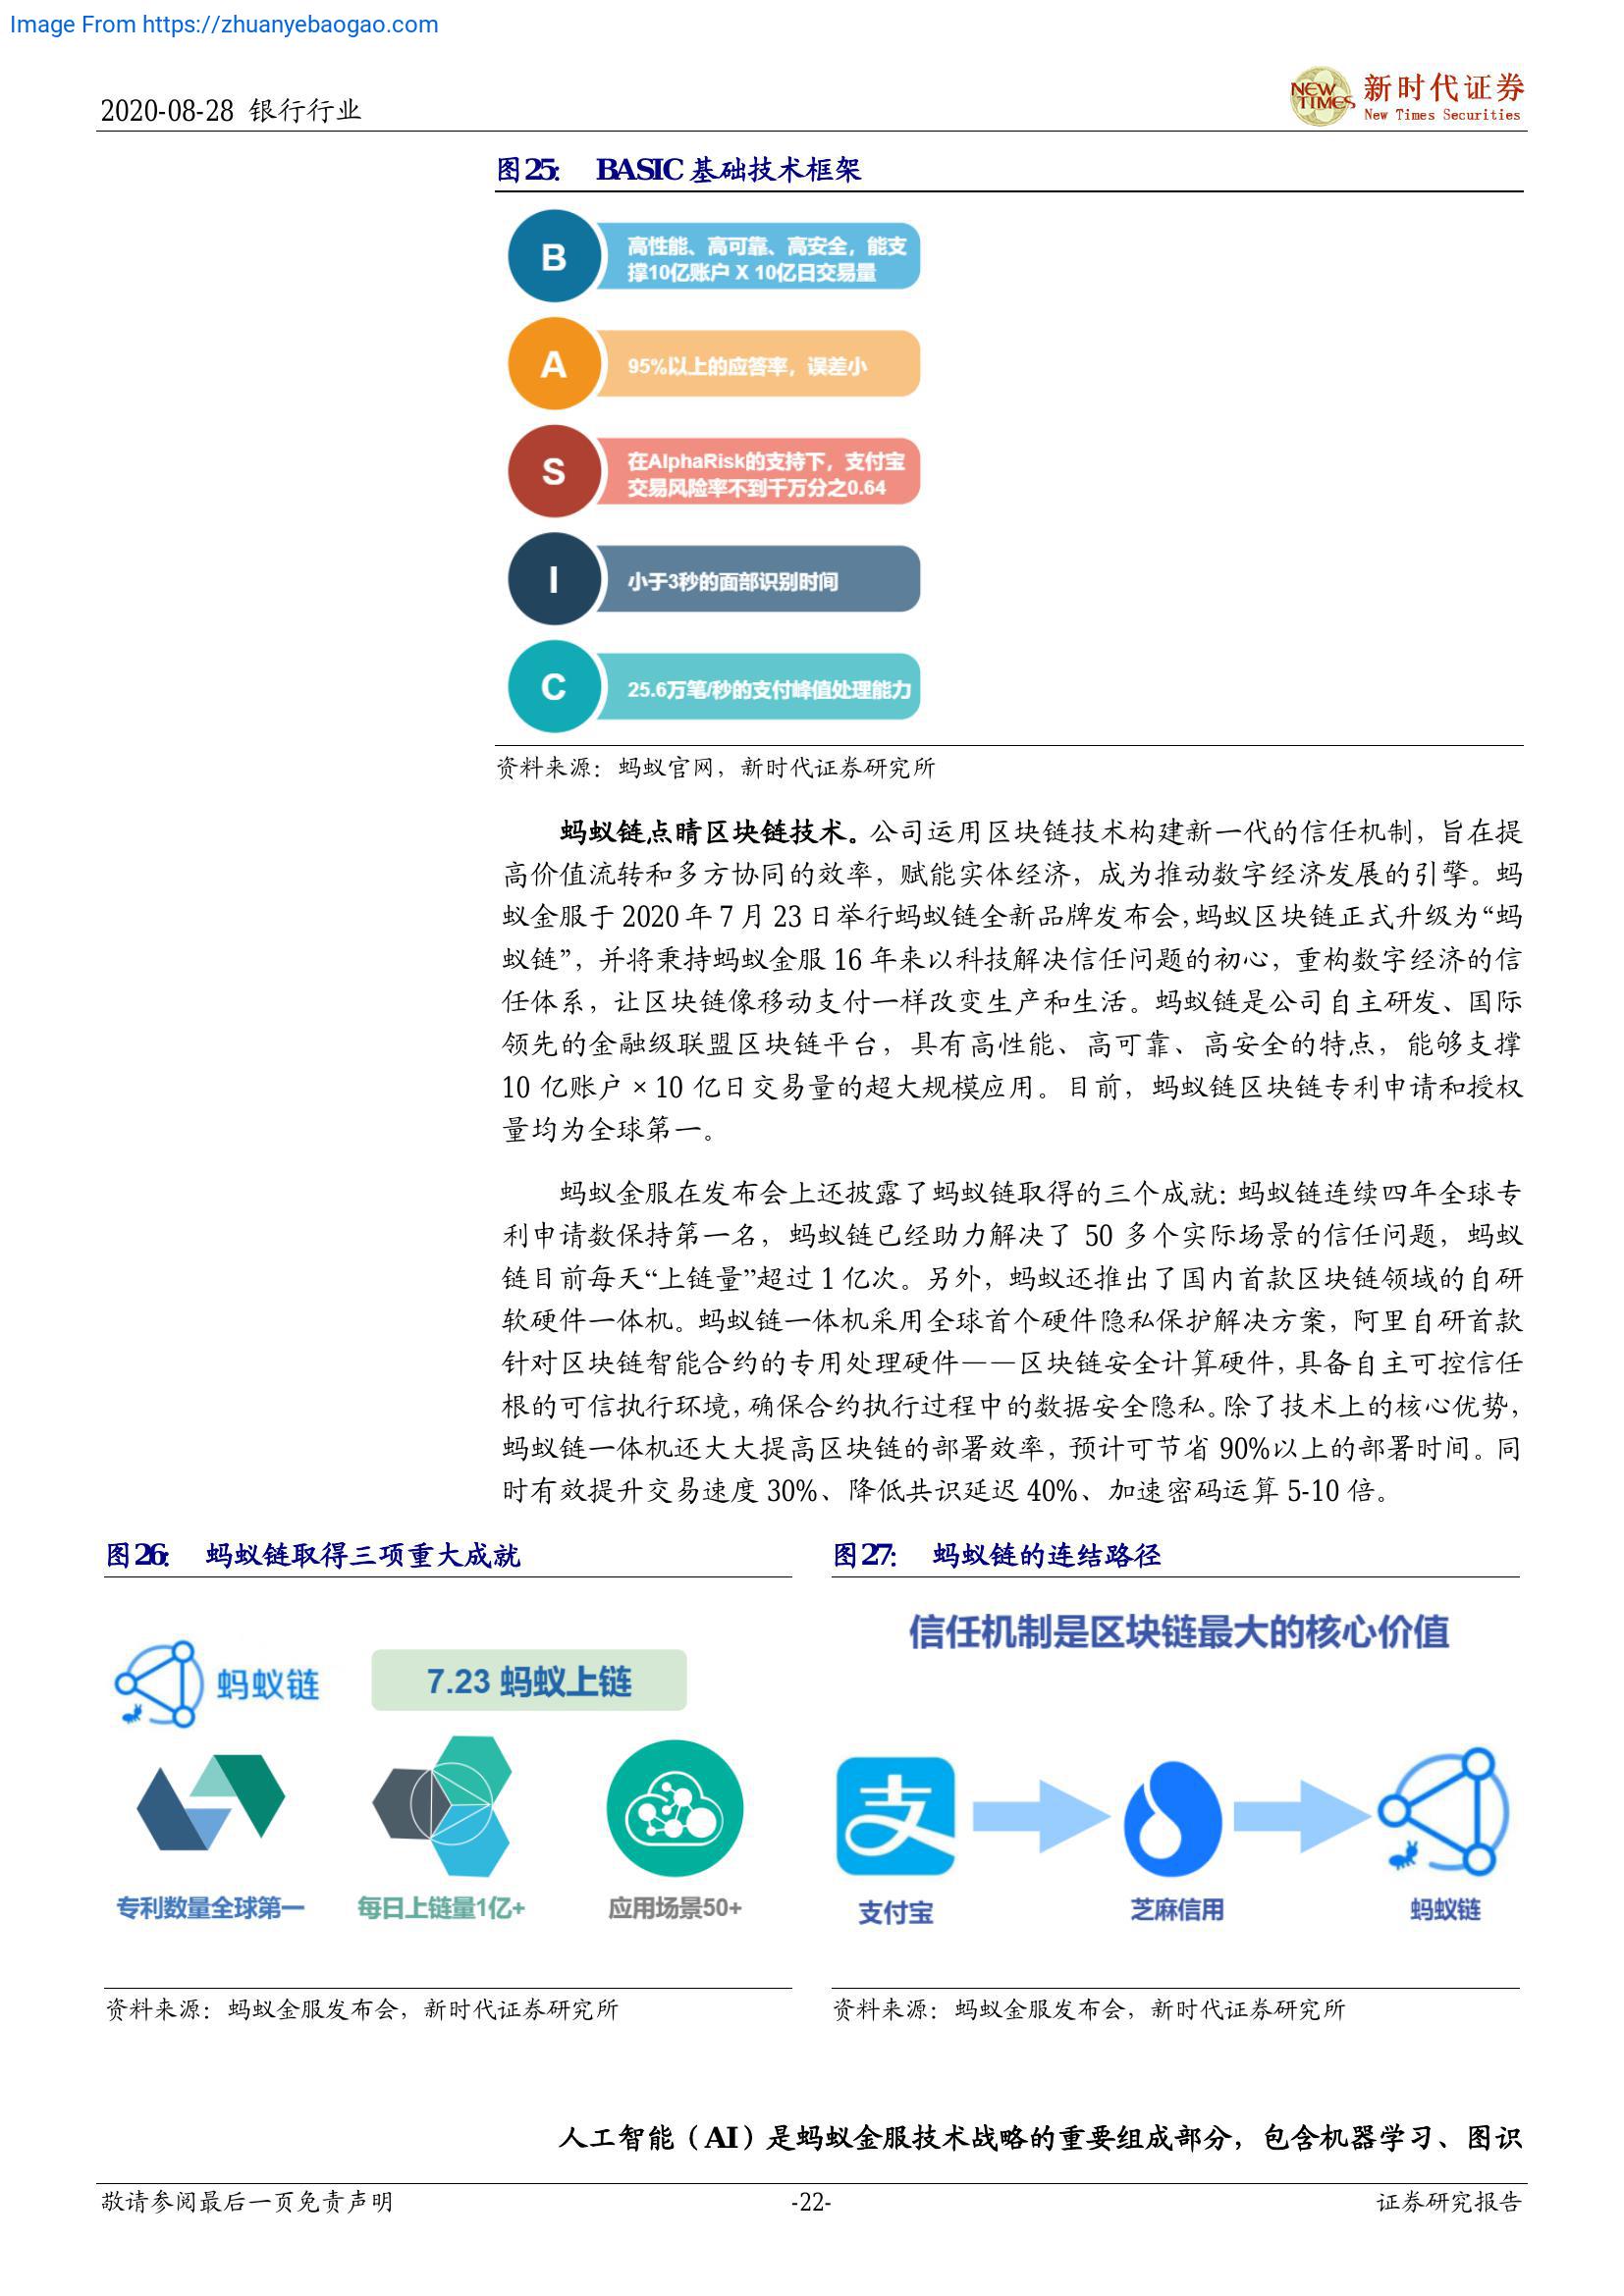 Image From https://zhuanyebaogao.com
2020-08-28 银行行业
NEW TIMES
新时代证券
New Times Securities
图25: BASIC 基础技术框架
B
高性能、高可靠、高安全，能支
撑10亿账户 X 10亿日交易量
A
95%以上的应答率，误差小
S
在AlphaRisk的支持下，支付宝
交易风险率不到千万分之0.64
I
小于3秒的面部识别时间
C
25.6万笔/秒的支付峰值处理能力
资料来源：蚂蚁官网，新时代证券研究所
蚂蚁链点睛区块链技术。公司运用区块链技术构建新一代的信任机制，旨在提
高价值流转和多方协同的效率，赋能实体经济，成为推动数字经济发展的引擎。蚂
蚁金服于 2020 年 7 月 23 日举行蚂蚁链全新品牌发布会，蚂蚁区块链正式升级为“蚂
蚁链”，并将秉持蚂蚁金服 16 年来以科技解决信任问题的初心，重构数字经济的信
任体系，让区块链像移动支付一样改变生产和生活。蚂蚁链是公司自主研发、国际
领先的金融级联盟区块链平台，具有高性能、高可靠、高安全的特点，能够支撑
10 亿账户 × 10 亿日交易量的超大规模应用。目前，蚂蚁链区块链专利申请和授权
量均为全球第一。
蚂蚁金服在发布会上还披露了蚂蚁链取得的三个成就：蚂蚁链连续四年全球专
利申请数保持第一名，蚂蚁链已经助力解决了 50 多个实际场景的信任问题，蚂蚁
链目前每天“上链量”超过 1 亿次。另外，蚂蚁还推出了国内首款区块链领域的自研
软硬件一体机。蚂蚁链一体机采用全球首个硬件隐私保护解决方案，阿里自研首款
针对区块链智能合约的专用处理硬件——区块链安全计算硬件，具备自主可控信任
根的可信执行环境，确保合约执行过程中的数据安全隐私。除了技术上的核心优势，
蚂蚁链一体机还大大提高区块链的部署效率，预计可节省 90%以上的部署时间。同
时有效提升交易速度 30%、降低共识延迟 40%、加速密码运算 5-10 倍。
图26: 蚂蚁链取得三项重大成就
蚂蚁链
7.23 蚂蚁上链
专利数量全球第一
每日上链量1亿+
应用场景50+
资料来源：蚂蚁金服发布会，新时代证券研究所
图27: 蚂蚁链的连结路径
信任机制是区块链最大的核心价值
支
支付宝
芝麻信用
蚂蚁链
资料来源：蚂蚁金服发布会，新时代证券研究所
人工智能（AI）是蚂蚁金服技术战略的重要组成部分，包含机器学习、图识
敬请参阅最后一页免责声明
-22-
证券研究报告